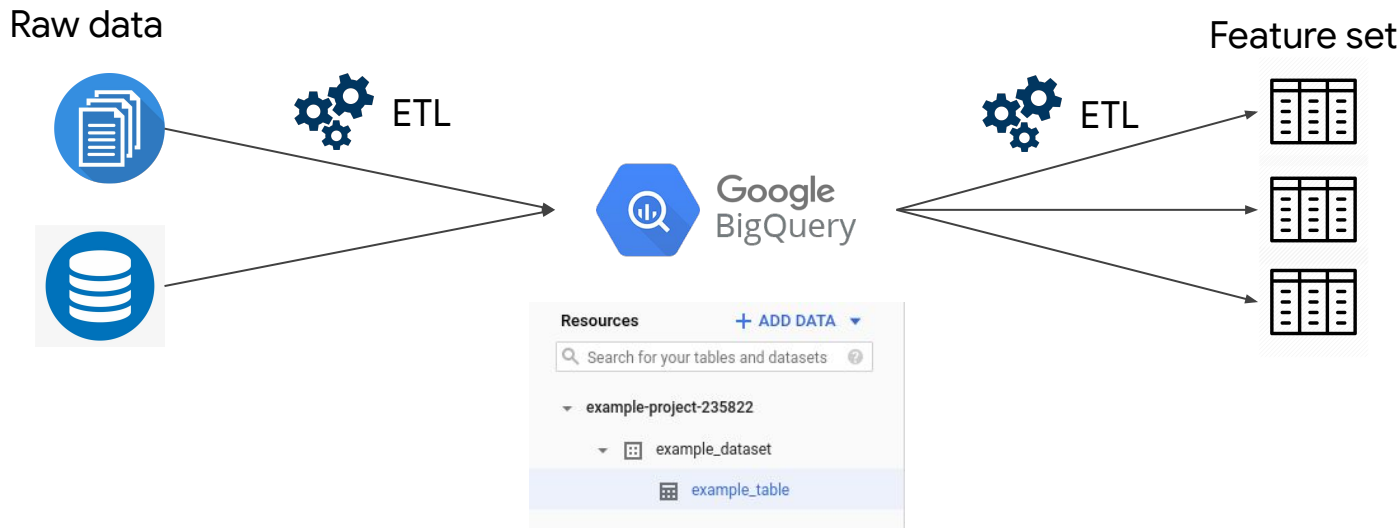 Raw data
Feature set
ETL
ETL
Google
BigQuery
Resources
+ ADD DATA
Search for your tables and datasets
?
example-project-235822
example_dataset
example_table